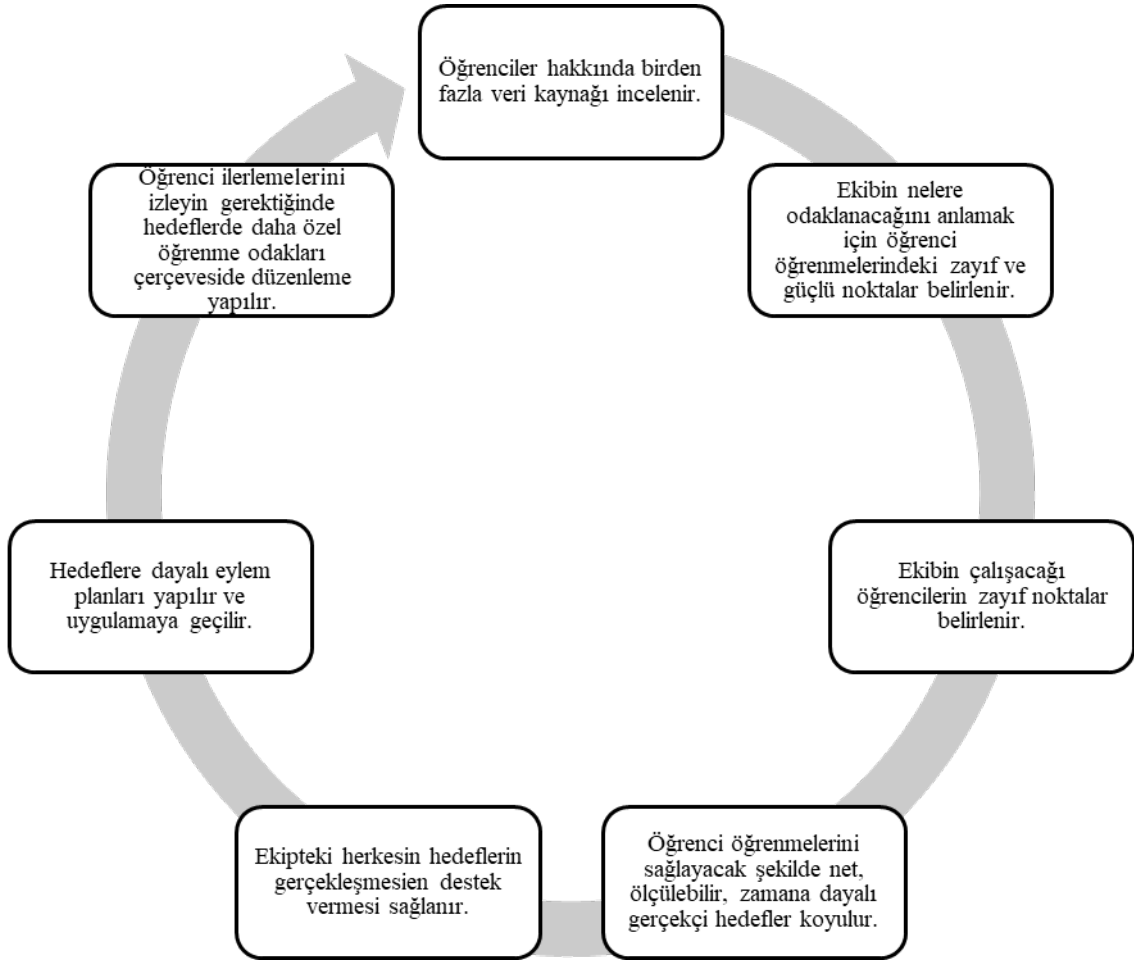 Öğrenciler hakkında birden
fazla veri kaynağı incelenir.
Ekibin nelere
odaklanacağını anlamak
için öğrenci
öğrenmelerindeki zayıf ve
güçlü noktalar belirlenir.
Ekibin çalışacağı
öğrencilerin zayıf noktalar
belirlenir.
Öğrenci öğrenmelerini
sağlayacak şekilde net,
ölçülebilir, zamana dayalı
gerçekçi hedefler koyulur.
Ekipteki herkesin hedeflerin
gerçekleşmesien destek
vermesi sağlanır.
Hedeflere dayalı eylem
planları yapılır ve
uygulamaya geçilir.
Öğrenci ilerlemelerini
izleyin gerektiğinde
hedeflerde daha özel
öğrenme odakları
çerçeveside düzenleme
yapılır.